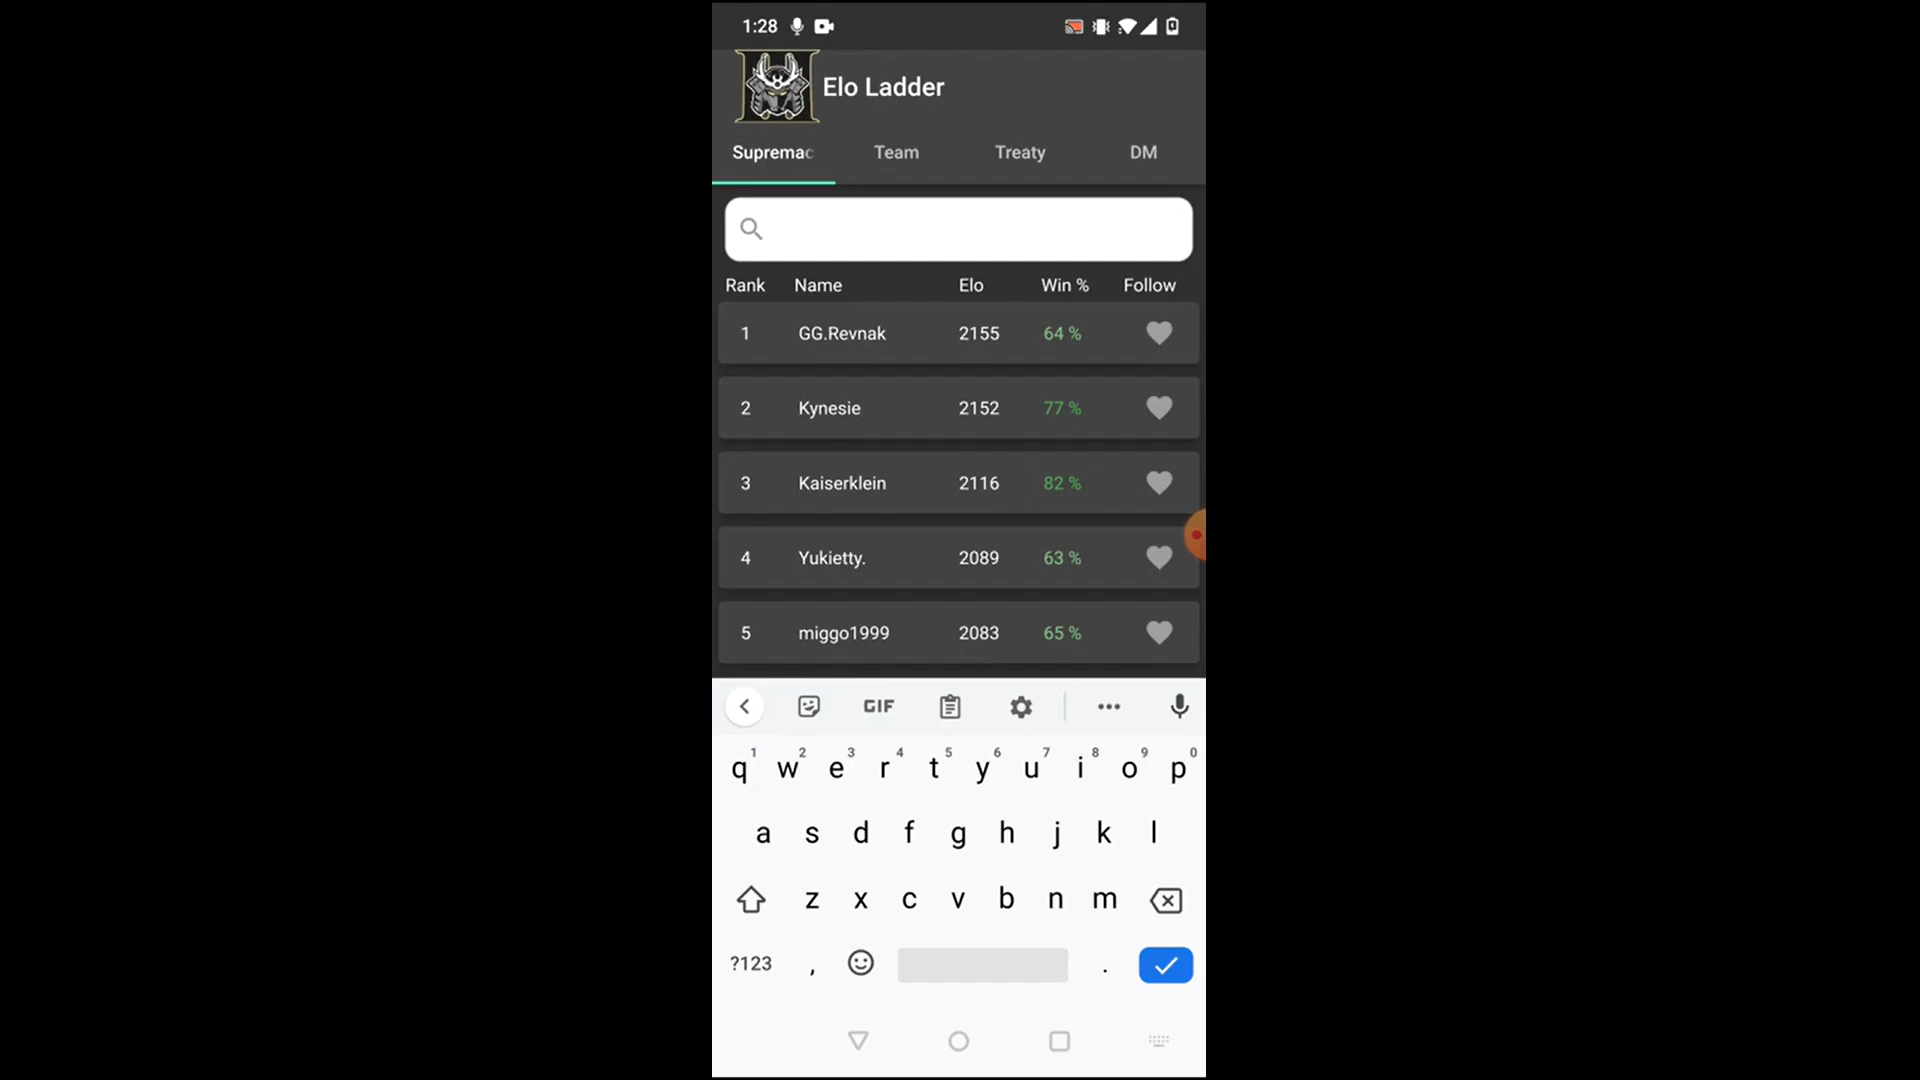 1:28
Elo Ladder
Supremac
Team
Treaty
DM
Rank Name Elo Win % Follow
1 GG.Revnak 2155 64 %
2 Kynesie 2152 77 %
3 Kaiserklein 2116 82 %
4 Yukietty. 2089 63 %
5 miggo1999 2083 65 %
GIF
1 2 3 4 5 6 7 8 9 0
q w e r t y u i o p
a s d f g h j k l
z x c v b n m
?123 , .